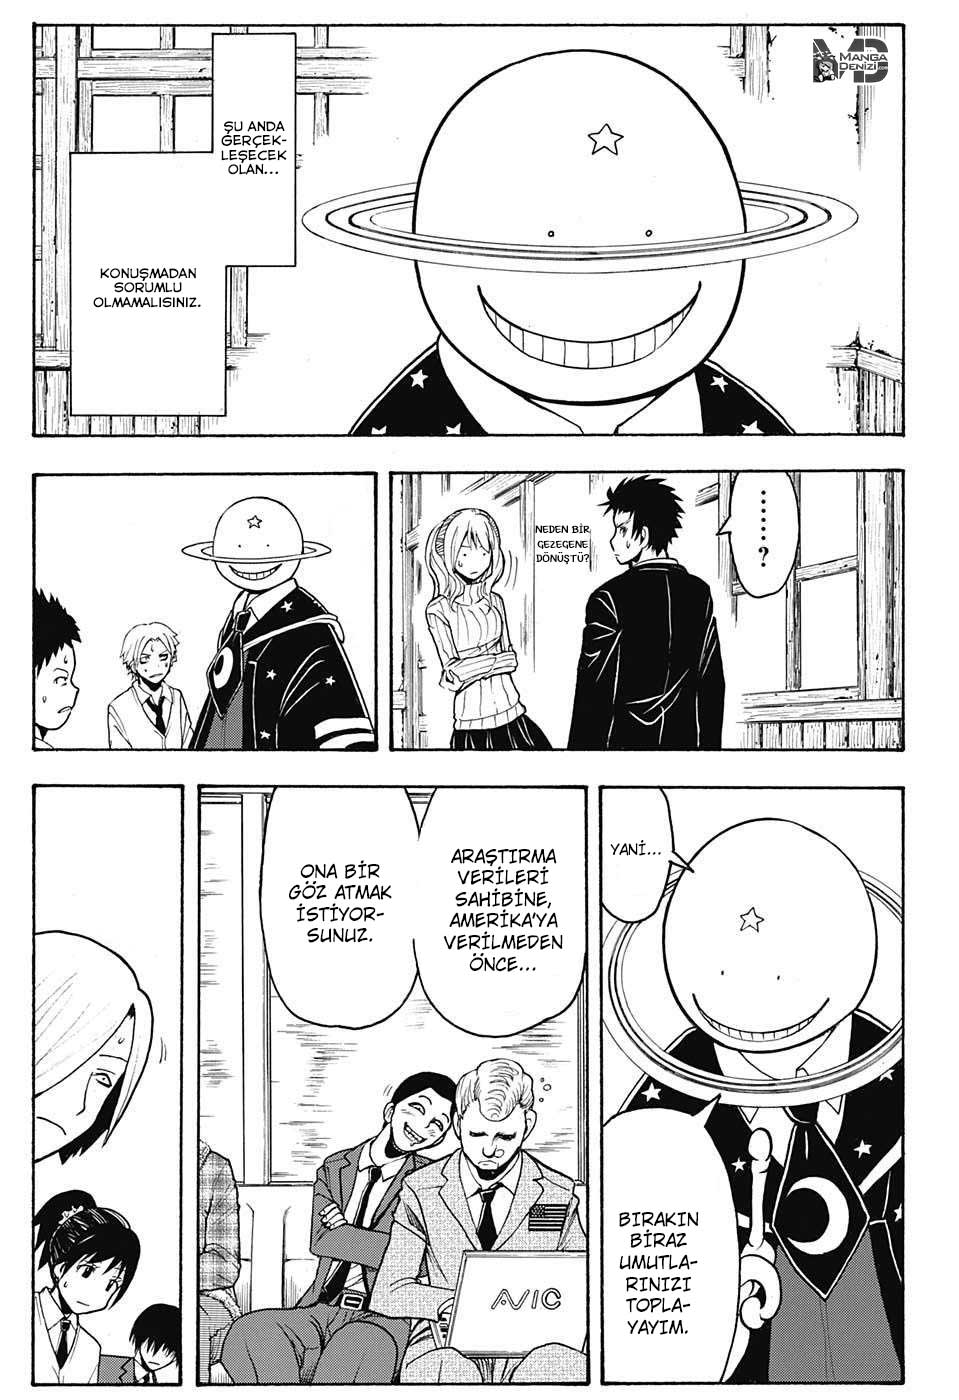 MANGA
DENİZİ
ŞU ANDA
GERÇEK-
LEŞECEK
OLAN...
KONUŞMADAN
SORUMLU
OLMAMALISINIZ.
.......?
NEDEN BİR
GEZEGENE
DÖNÜŞTÜ?
YANİ...
BIRAKIN
BİRAZ
UMUTLA-
RINIZI
TOPLA-
YAYIM.
ARAŞTIRMA
VERİLERİ
SAHİBİNE,
AMERİKA'YA
VERİLMEDEN
ÖNCE...
ONA BİR
GÖZ ATMAK
İSTİYOR-
SUNUZ.
AVIC